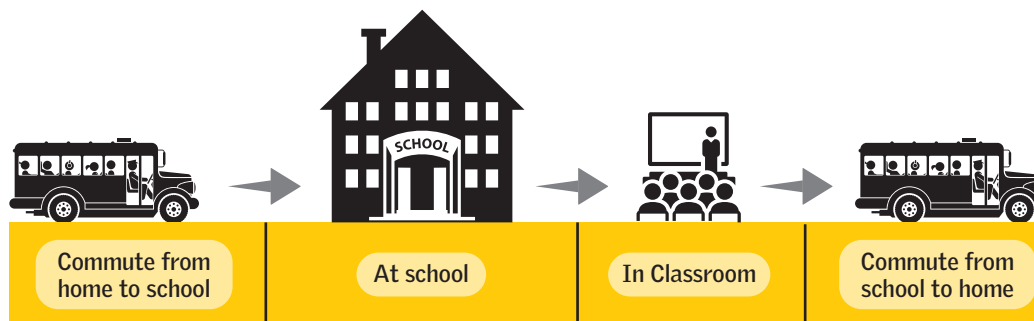 SCHOOL
Commute from
home to school
At school
In Classroom
Commute from
school to home